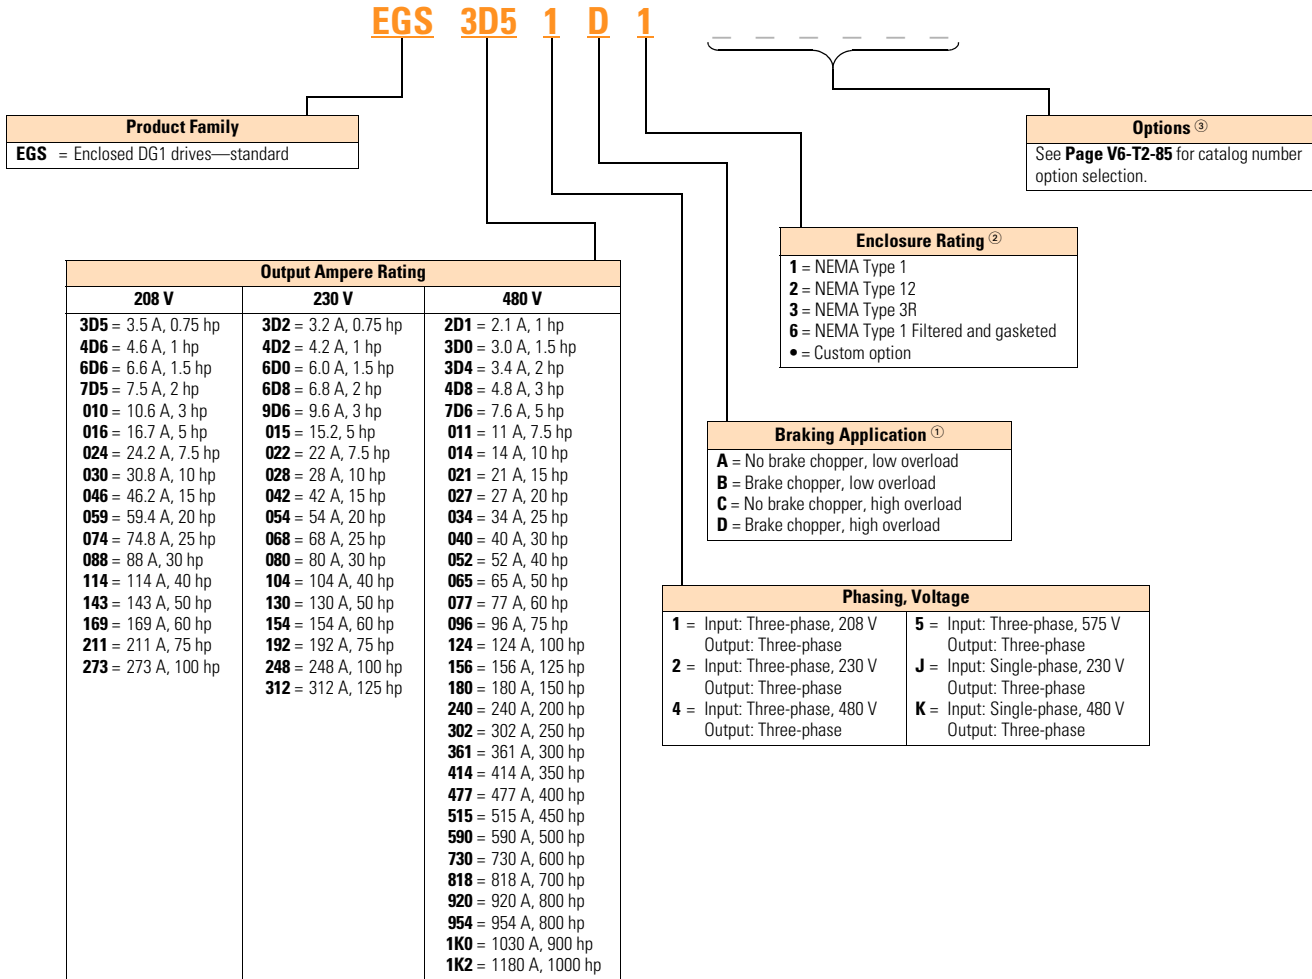 EGS 3D5 1 D 1 _ _ _ _ _ _
Product Family
EGS = Enclosed DG1 drives—standard
Options ③
See Page V6-T2-85 for catalog number
option selection.
Enclosure Rating ②
1 = NEMA Type 1
2 = NEMA Type 12
3 = NEMA Type 3R
6 = NEMA Type 1 Filtered and gasketed
• = Custom option
Output Ampere Rating
208 V
3D5 = 3.5 A, 0.75 hp
4D6 = 4.6 A, 1 hp
6D6 = 6.6 A, 1.5 hp
7D5 = 7.5 A, 2 hp
010 = 10.6 A, 3 hp
016 = 16.7 A, 5 hp
024 = 24.2 A, 7.5 hp
030 = 30.8 A, 10 hp
046 = 46.2 A, 15 hp
059 = 59.4 A, 20 hp
074 = 74.8 A, 25 hp
088 = 88 A, 30 hp
114 = 114 A, 40 hp
143 = 143 A, 50 hp
169 = 169 A, 60 hp
211 = 211 A, 75 hp
273 = 273 A, 100 hp
230 V
3D2 = 3.2 A, 0.75 hp
4D2 = 4.2 A, 1 hp
6D0 = 6.0 A, 1.5 hp
6D8 = 6.8 A, 2 hp
9D6 = 9.6 A, 3 hp
015 = 15.2, 5 hp
022 = 22 A, 7.5 hp
028 = 28 A, 10 hp
042 = 42 A, 15 hp
054 = 54 A, 20 hp
068 = 68 A, 25 hp
080 = 80 A, 30 hp
104 = 104 A, 40 hp
130 = 130 A, 50 hp
154 = 154 A, 60 hp
192 = 192 A, 75 hp
248 = 248 A, 100 hp
312 = 312 A, 125 hp
480 V
2D1 = 2.1 A, 1 hp
3D0 = 3.0 A, 1.5 hp
3D4 = 3.4 A, 2 hp
4D8 = 4.8 A, 3 hp
7D6 = 7.6 A, 5 hp
011 = 11 A, 7.5 hp
014 = 14 A, 10 hp
021 = 21 A, 15 hp
027 = 27 A, 20 hp
034 = 34 A, 25 hp
040 = 40 A, 30 hp
052 = 52 A, 40 hp
065 = 65 A, 50 hp
077 = 77 A, 60 hp
096 = 96 A, 75 hp
124 = 124 A, 100 hp
156 = 156 A, 125 hp
180 = 180 A, 150 hp
240 = 240 A, 200 hp
302 = 302 A, 250 hp
361 = 361 A, 300 hp
414 = 414 A, 350 hp
477 = 477 A, 400 hp
515 = 515 A, 450 hp
590 = 590 A, 500 hp
730 = 730 A, 600 hp
818 = 818 A, 700 hp
920 = 920 A, 800 hp
954 = 954 A, 800 hp
1K0 = 1030 A, 900 hp
1K2 = 1180 A, 1000 hp
Braking Application ①
A = No brake chopper, low overload
B = Brake chopper, low overload
C = No brake chopper, high overload
D = Brake chopper, high overload
Phasing, Voltage
1 = Input: Three-phase, 208 V
Output: Three-phase
2 = Input: Three-phase, 230 V
Output: Three-phase
4 = Input: Three-phase, 480 V
Output: Three-phase
5 = Input: Three-phase, 575 V
Output: Three-phase
J = Input: Single-phase, 230 V
Output: Three-phase
K = Input: Single-phase, 480 V
Output: Three-phase